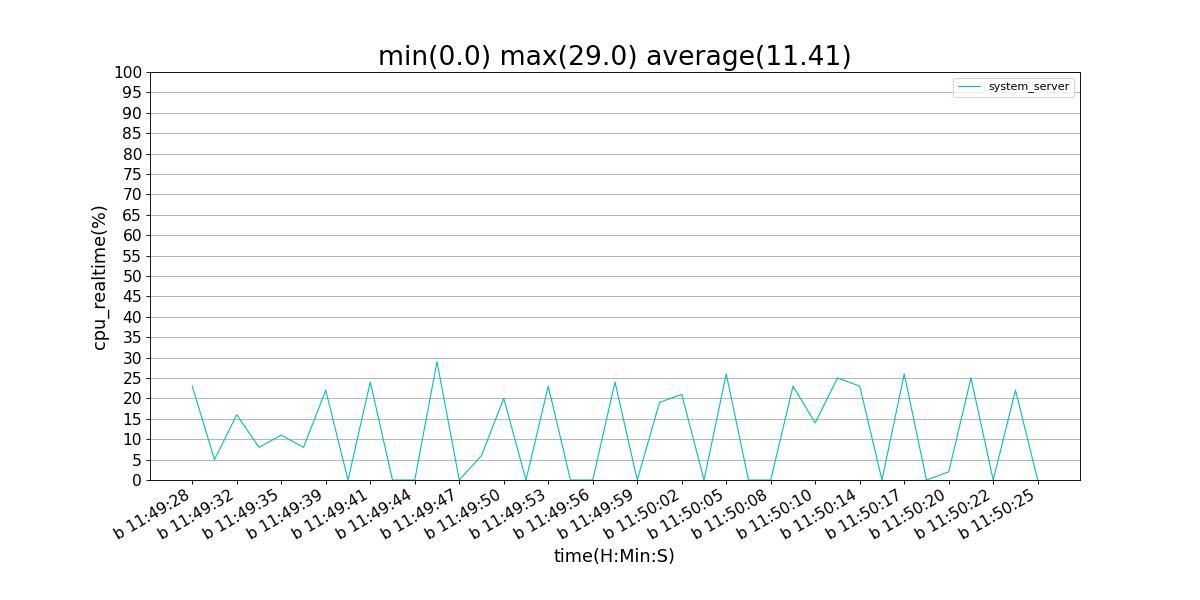 min(0.0) max(29.0) average(11.41)
system_server
cpu_realtime(%)
100
95
90
85
80
75
70
65
60
55
50
45
40
35
30
25
20
15
10
5
0
b 11:49:28
b 11:49:32
b 11:49:35
b 11:49:39
b 11:49:41
b 11:49:44
b 11:49:47
b 11:49:50
b 11:49:53
b 11:49:56
b 11:49:59
b 11:50:02
b 11:50:05
b 11:50:08
b 11:50:10
b 11:50:14
b 11:50:17
b 11:50:20
b 11:50:22
b 11:50:25
time(H:Min:S)